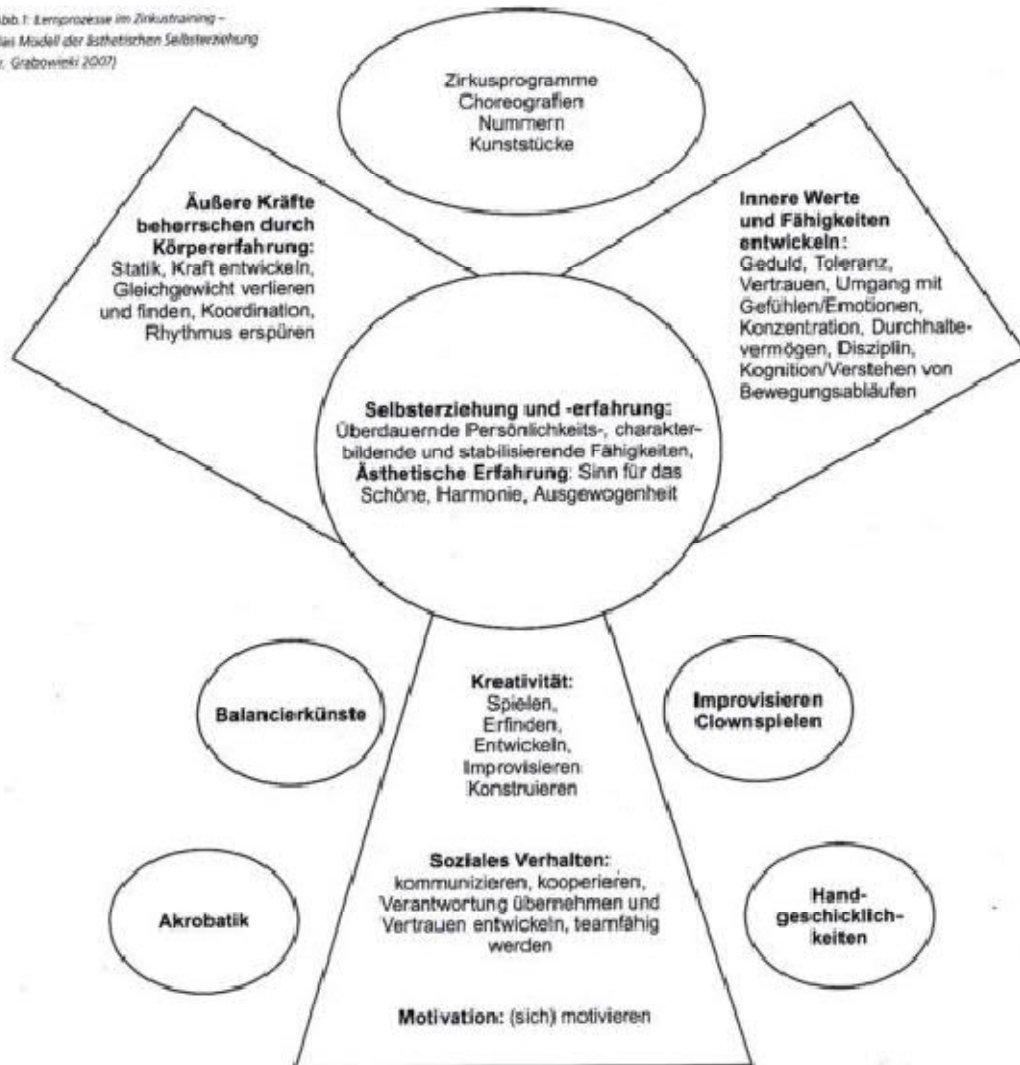 bb.1: Lernprozesse im Zirkustraining –
as Modell der ästhetischen Selbsterziehung
Grabowieki 2007)
Zirkusprogramme
Choreografien
Nummern
Kunststücke
Äußere Kräfte
beherrschen durch
Körpererfahrung:
Statik, Kraft entwickeln,
Gleichgewicht verlieren
und finden, Koordination,
Rhythmus erspüren
Innere Werte
und Fähigkeiten
entwickeln:
Geduld, Toleranz,
Vertrauen, Umgang mit
Gefühlen/Emotionen,
Konzentration, Durchhalte-
vermögen, Disziplin,
Kognition/Verstehen von
Bewegungsabläufen
Selbsterziehung und -erfahrung:
Überdauernde Persönlichkeits-, charakter-
bildende und stabilisierende Fähigkeiten,
Ästhetische Erfahrung: Sinn für das
Schöne, Harmonie, Ausgewogenheit
Balancierkünste
Kreativität:
Spielen,
Erfinden,
Entwickeln,
Improvisieren
Konstruieren
Improvisieren
Clownspielen
Akrobatik
Soziales Verhalten:
kommunizieren, kooperieren,
Verantwortung übernehmen und
Vertrauen entwickeln, teamfähig
werden
Hand-
geschicklich-
keiten
Motivation: (sich) motivieren